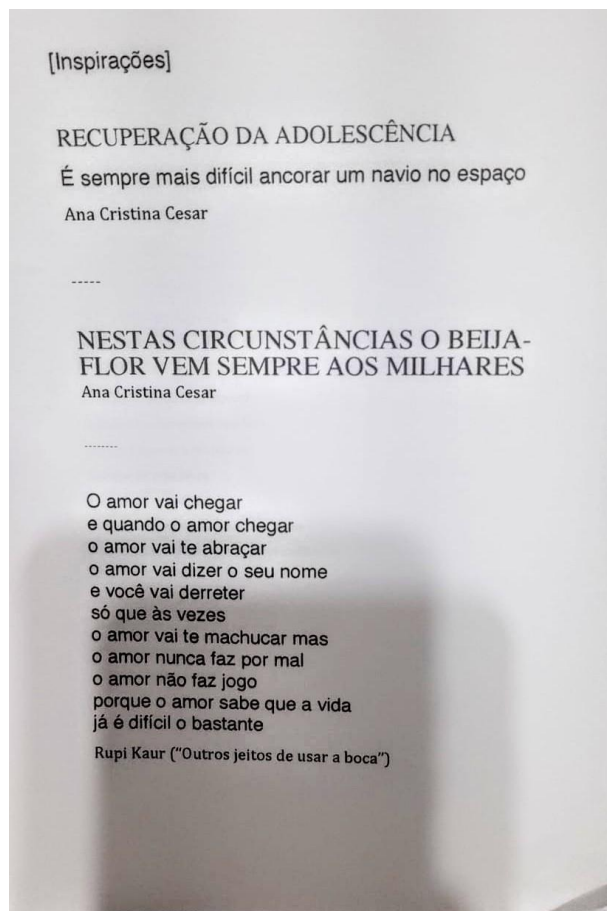 [Inspirações]
RECUPERAÇÃO DA ADOLESCÊNCIA
É sempre mais difícil ancorar um navio no espaço
Ana Cristina Cesar
-----
NESTAS CIRCUNSTÂNCIAS O BEIJA-
FLOR VEM SEMPRE AOS MILHARES
Ana Cristina Cesar
--------
O amor vai chegar
e quando o amor chegar
o amor vai te abraçar
o amor vai dizer o seu nome
e você vai derreter
só que às vezes
o amor vai te machucar mas
o amor nunca faz por mal
o amor não faz jogo
porque o amor sabe que a vida
já é difícil o bastante
Rupi Kaur ("Outros jeitos de usar a boca")